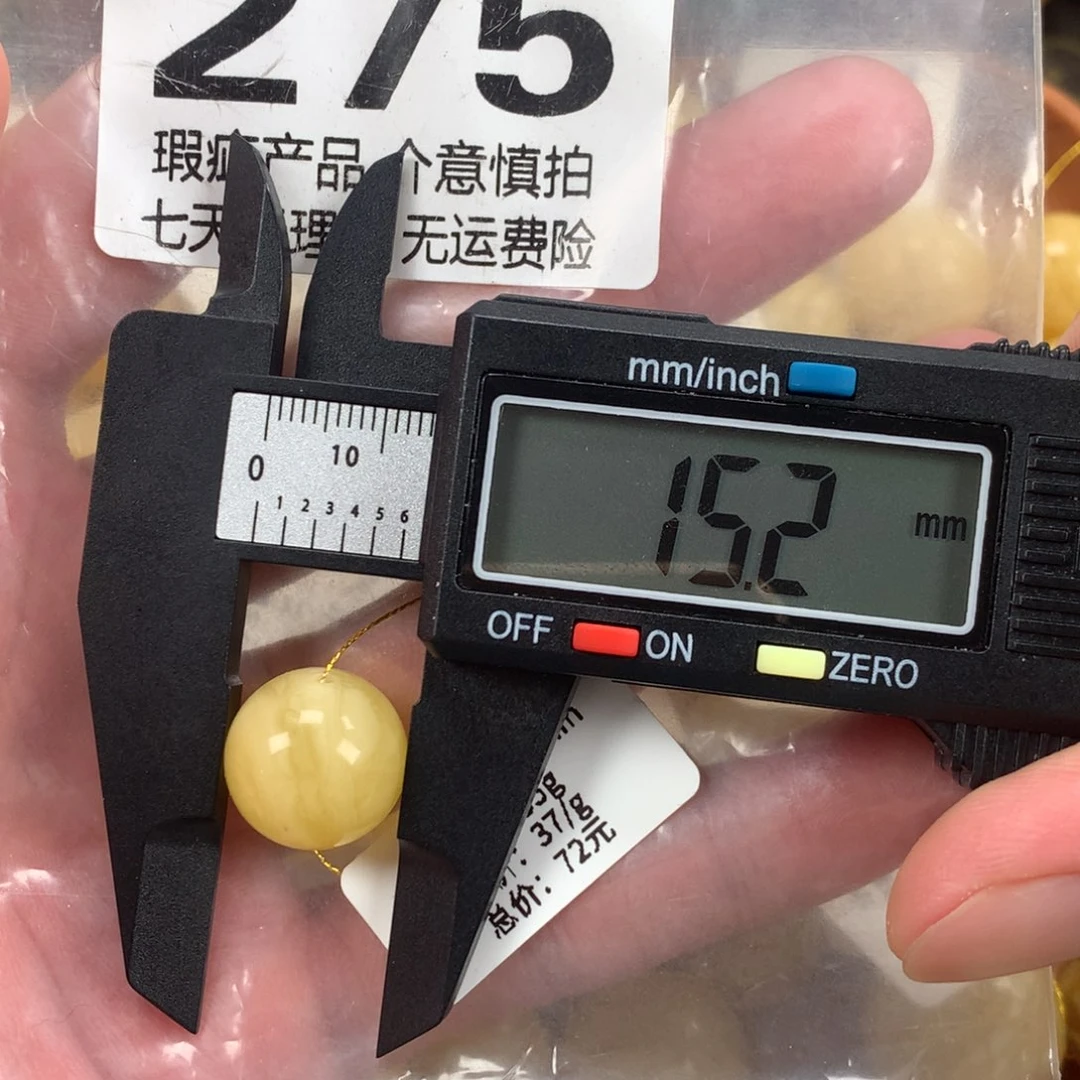 275
瑕疵产品 介意慎拍
七天 理 无运费险
mm/inch
0 10
1 2 3 4 5 6
15.2 mm
OFF ON ZERO
37/g
总价: 72元